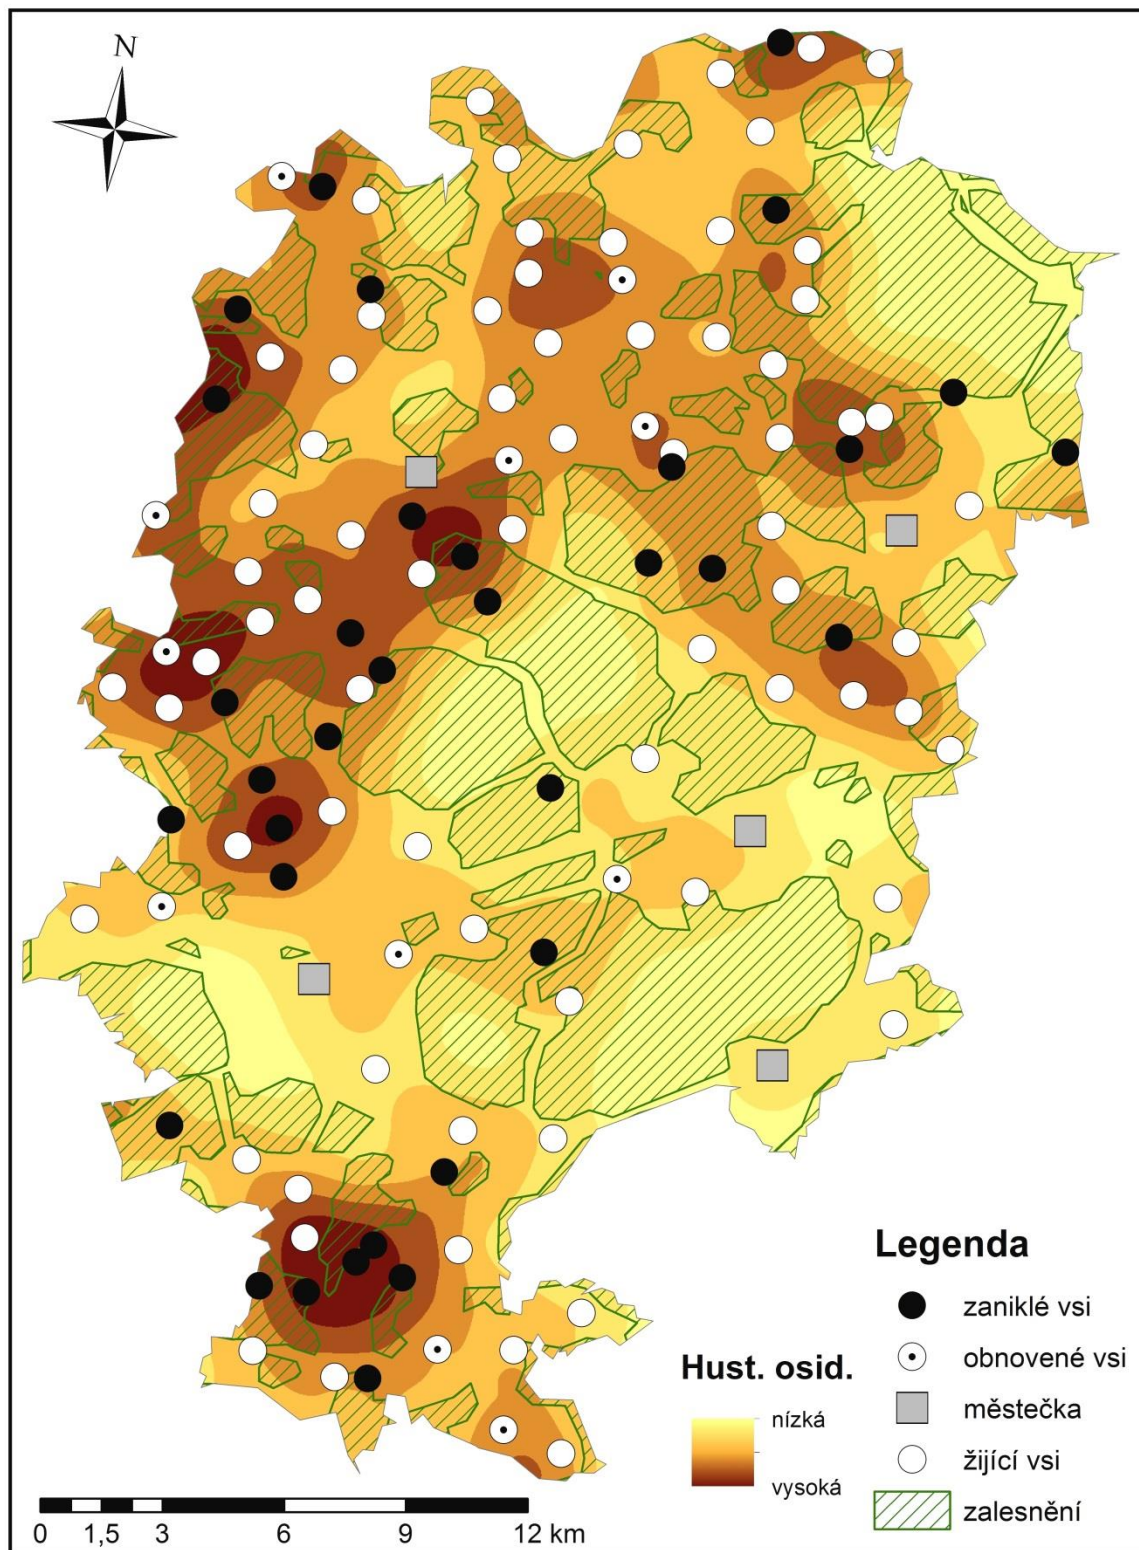 N
Legenda
zaniklé vsi
obnovené vsi
městečka
žijící vsi
zalesnění
Hust. osid.
nízká
vysoká
0 1,5 3 6 9 12 km